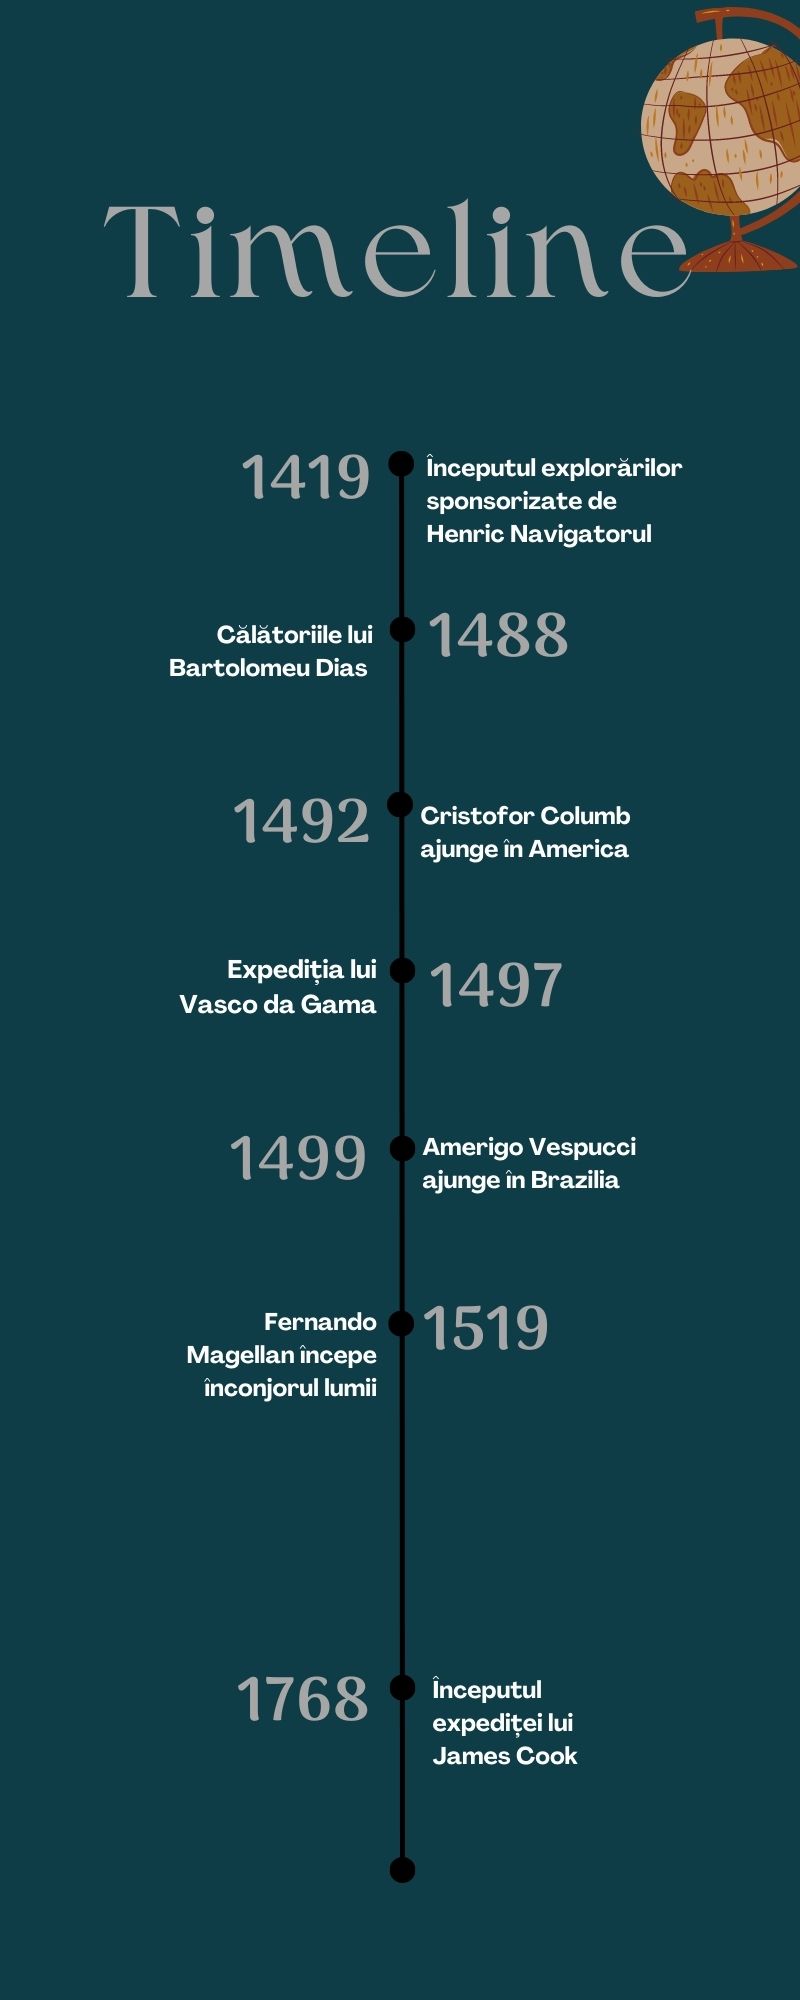 Timeline
1419
Începutul explorărilor
sponsorizate de
Henric Navigatorul
1488
Călătoriile lui
Bartolomeu Dias
1492
Cristofor Columb
ajunge în America
1497
Expediția lui
Vasco da Gama
1499
Amerigo Vespucci
ajunge în Brazilia
1519
Fernando
Magellan începe
înconjorul lumii
1768
Începutul
expediței lui
James Cook